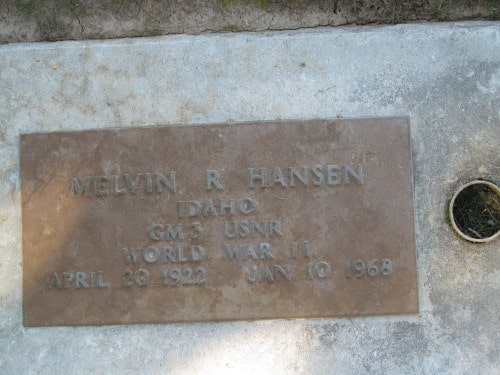 MELVIN R HANSEN
IDAHO
GM3 USNR
WORLD WAR II
APRIL 20 1922 JAN 10 1968